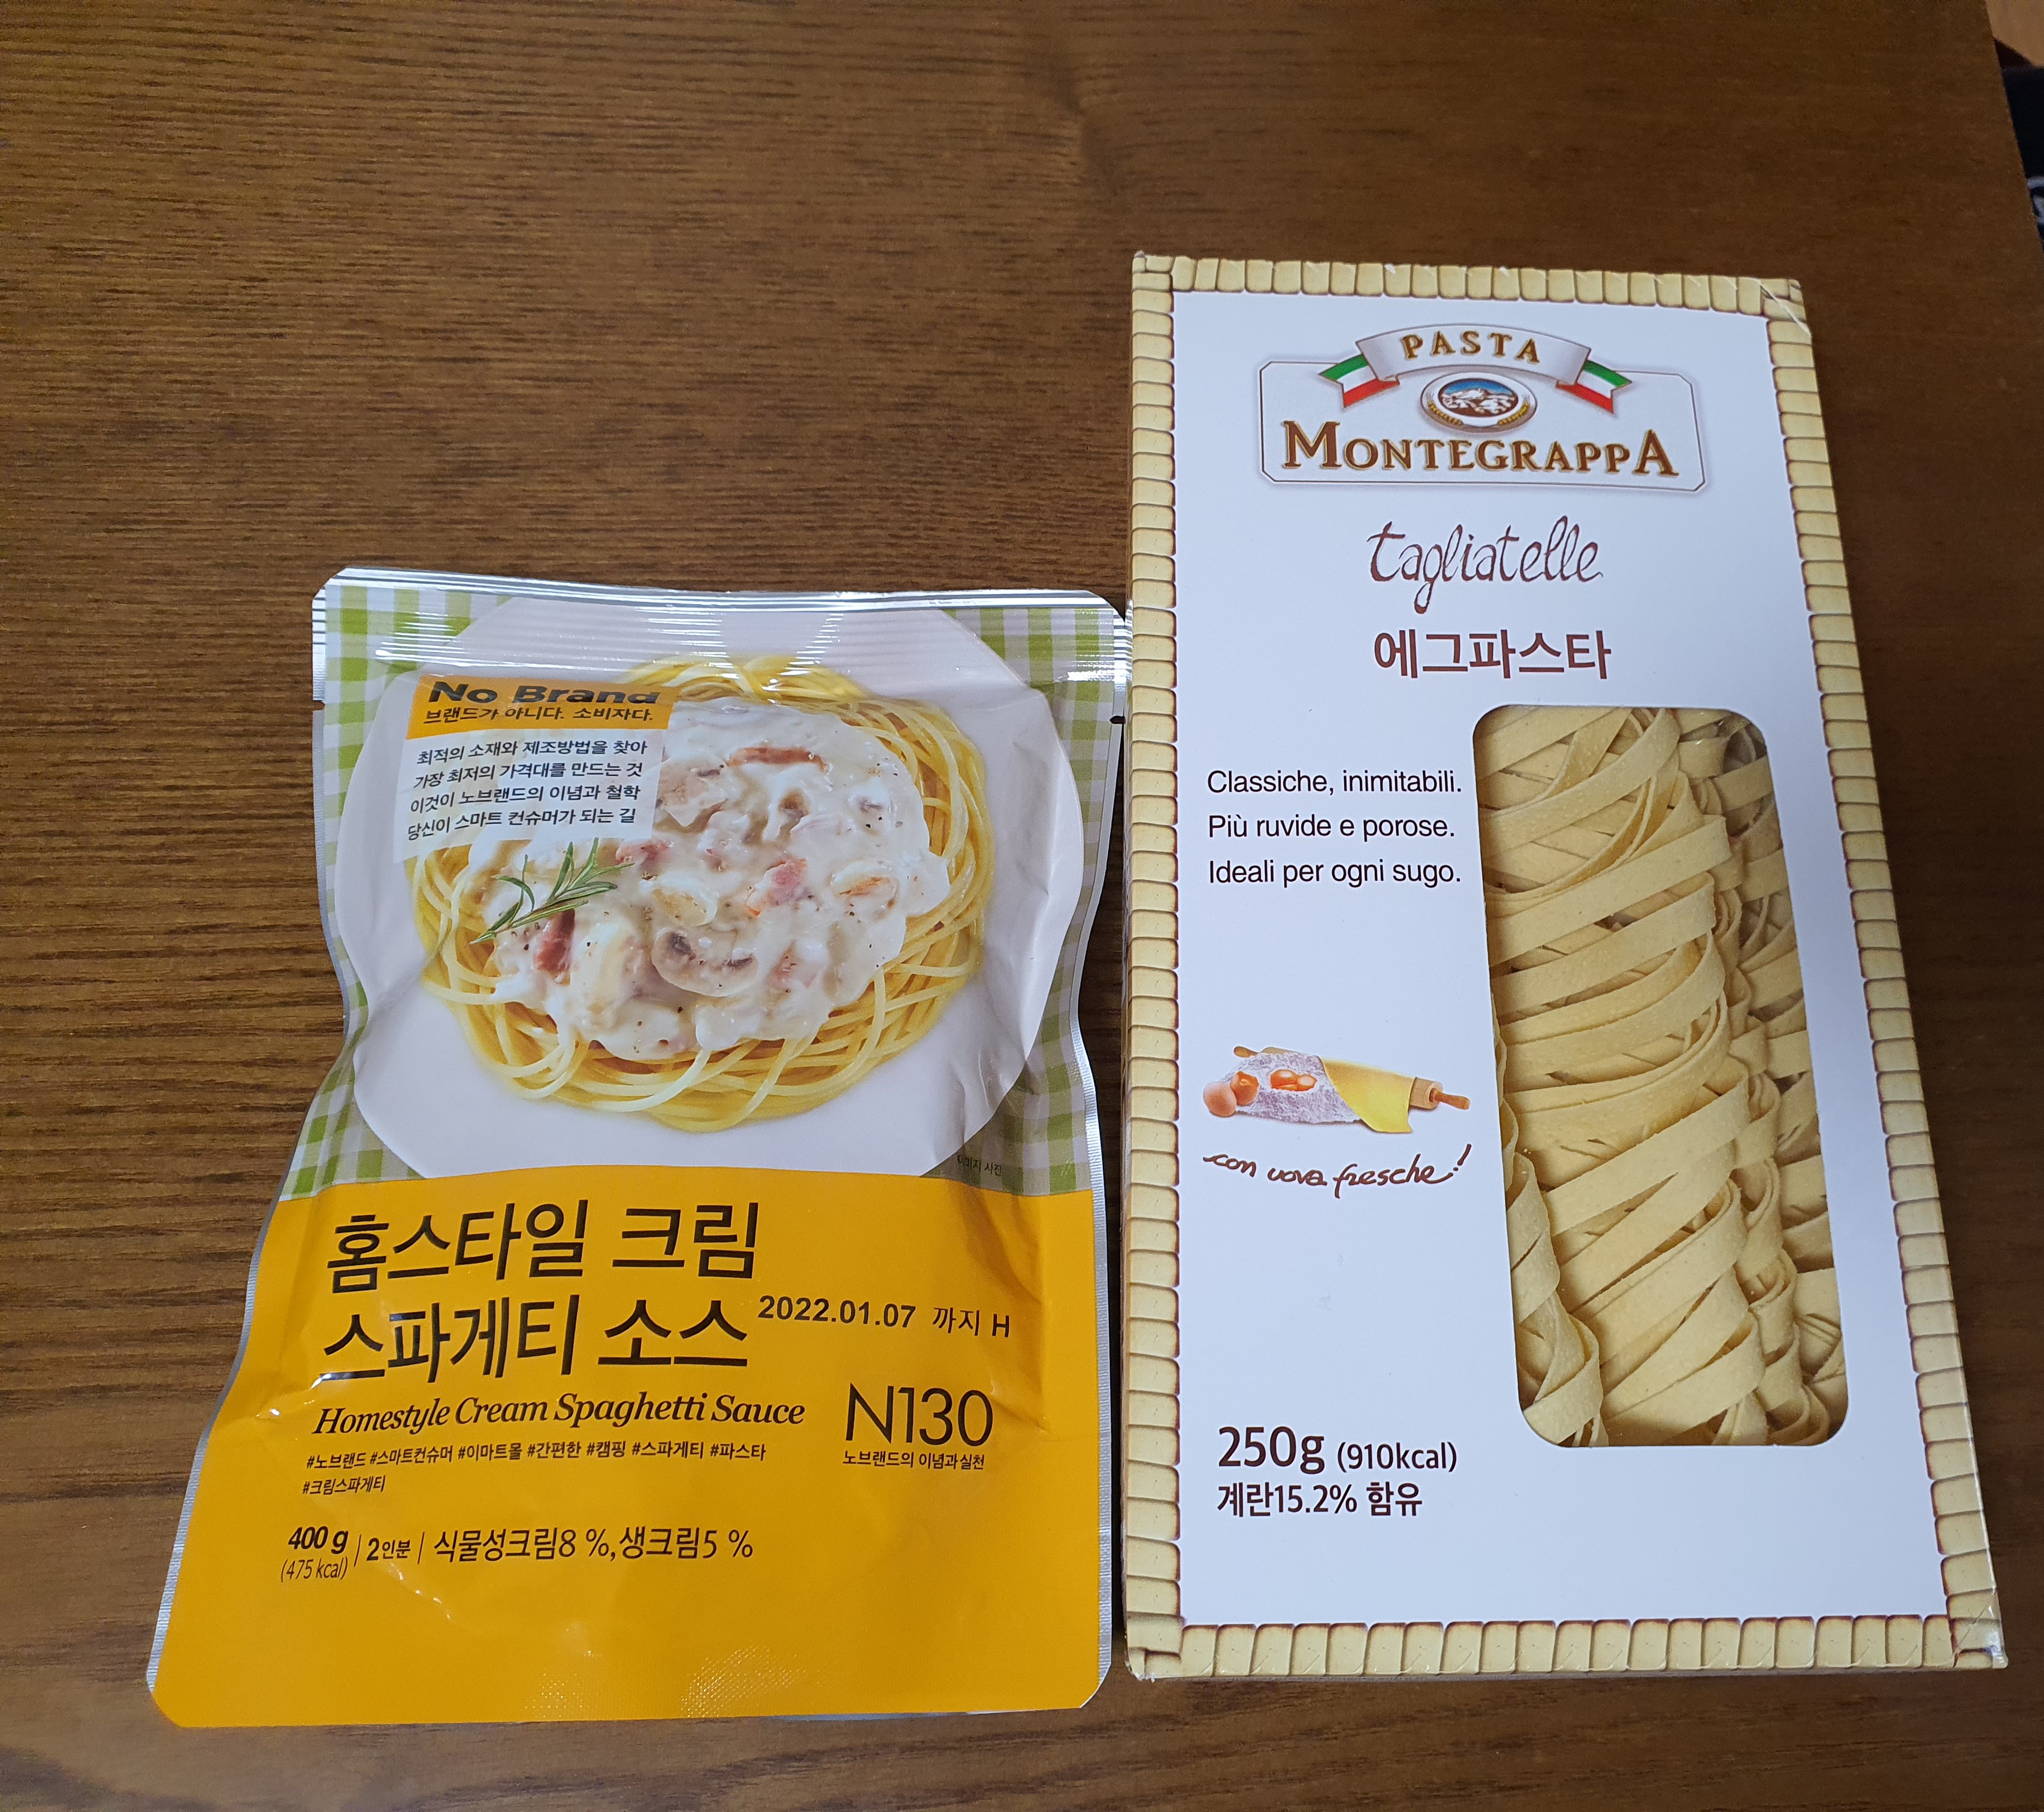 No Brand
브랜드가 아니다. 소비자다.
최적의 소재와 제조방법을 찾아
가장 최저의 가격대를 만드는 것
이것이 노브랜드의 이념과 철학
당신이 스마트 컨슈머가 되는 길
이미지 사진
홈스타일 크림
스파게티 소스
2022.01.07 까지 H
Homestyle Cream Spaghetti Sauce
N130
노브랜드의 이념과 실천
#노브랜드 #스마트컨슈머 #이마트몰 #간편한 #캠핑 #스파게티 #파스타
#크림스파게티
400 g
(475 kcal)
2인분
식물성크림8 %,생크림5 %
PASTA
MONTEGRAPPA
tagliatelle
에그파스타
Classiche, inimitabili.
Più ruvide e porose.
Ideali per ogni sugo.
con uova fresche!
250g (910kcal)
계란15.2% 함유